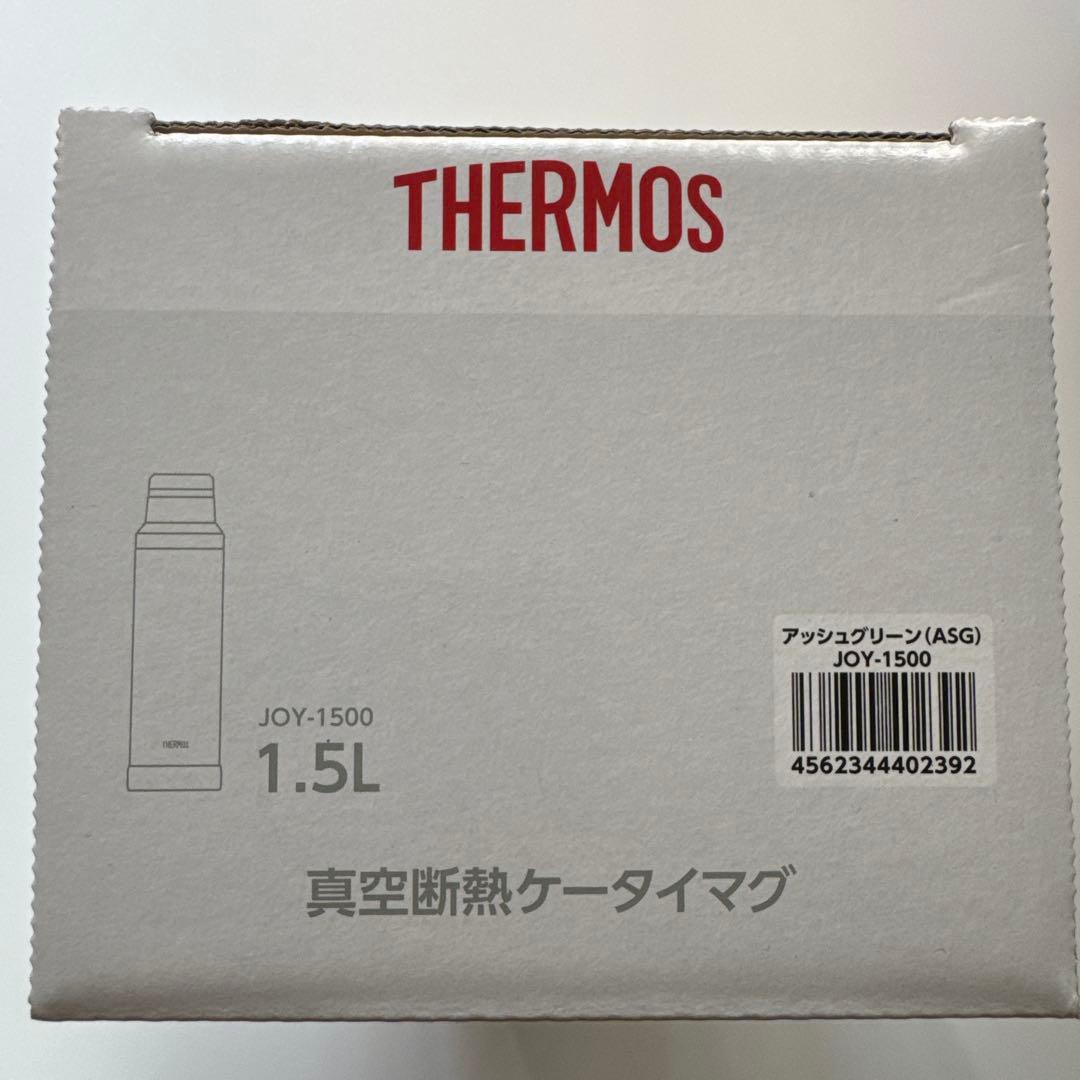 THERMOS
アッシュグリーン(ASG)
JOY-1500
4562344402392
THERMOS
JOY-1500
1.5L
真空断熱ケータイマグ